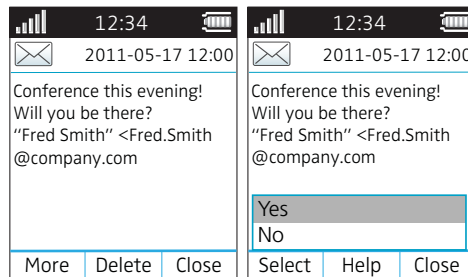 12:34
2011-05-17 12:00
Conference this evening!
Will you be there?
“Fred Smith” <Fred.Smith
@company.com
More Delete Close
12:34
2011-05-17 12:00
Conference this evening!
Will you be there?
“Fred Smith” <Fred.Smith
@company.com
Yes
No
Select Help Close